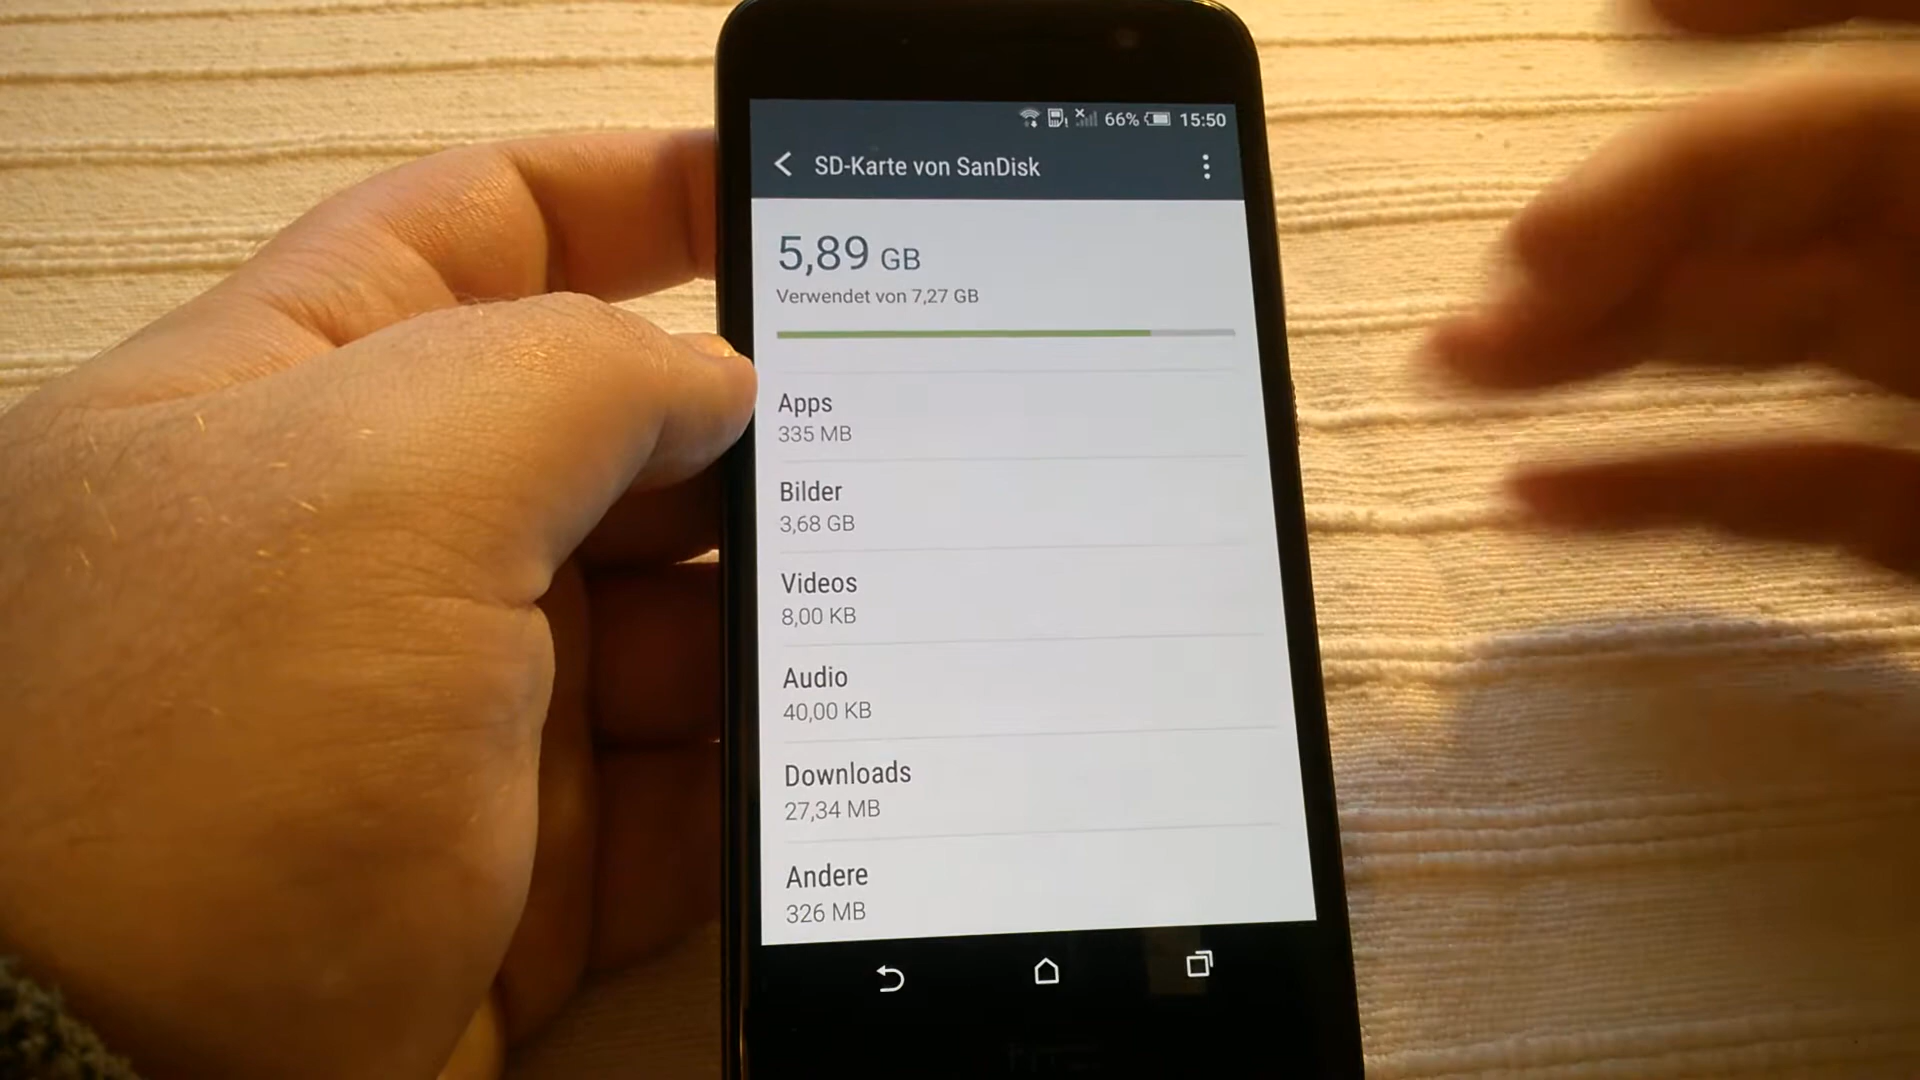 66% 15:50
SD-Karte von SanDisk
5,89 GB
Verwendet von 7,27 GB
Apps
335 MB
Bilder
3,68 GB
Videos
8,00 KB
Audio
40,00 KB
Downloads
27,34 MB
Andere
326 MB
hTC